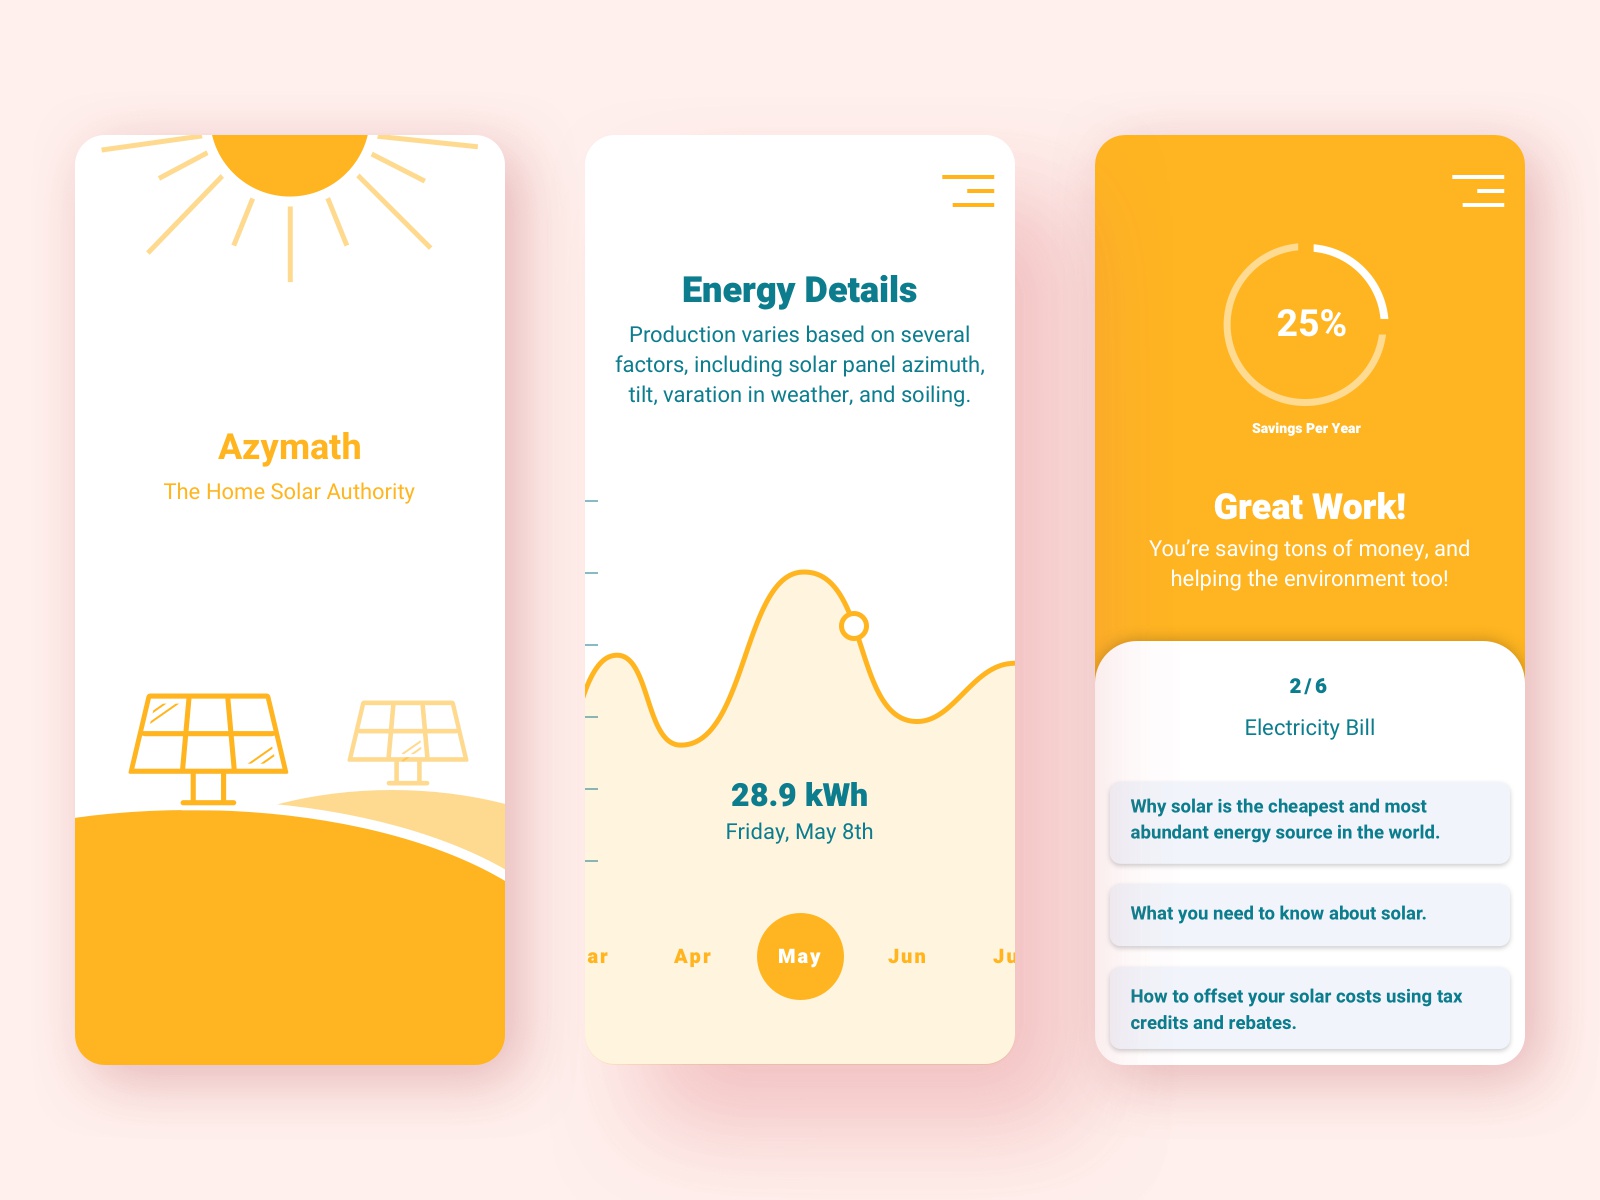 Azymath
The Home Solar Authority
Energy Details
Production varies based on several
factors, including solar panel azimuth,
tilt, varation in weather, and soiling.
28.9 kWh
Friday, May 8th
ar Apr May Jun Ju
25%
Savings Per Year
Great Work!
You’re saving tons of money, and
helping the environment too!
2/6
Electricity Bill
Why solar is the cheapest and most
abundant energy source in the world.
What you need to know about solar.
How to offset your solar costs using tax
credits and rebates.